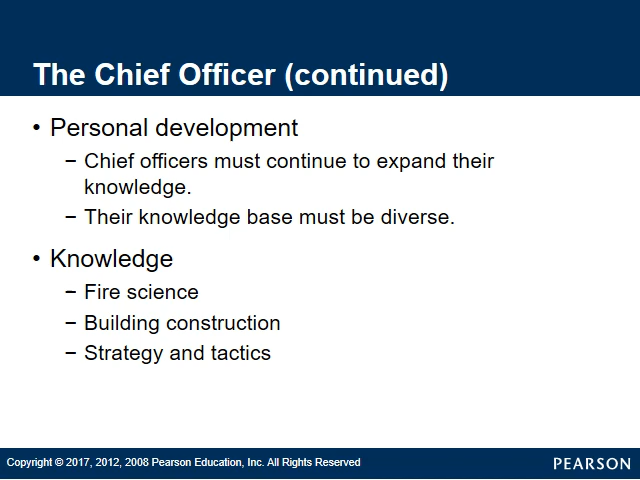 The Chief Officer (continued)
• Personal development
– Chief officers must continue to expand their
knowledge.
– Their knowledge base must be diverse.
• Knowledge
– Fire science
– Building construction
– Strategy and tactics
Copyright © 2017, 2012, 2008 Pearson Education, Inc. All Rights Reserved
PEARSON